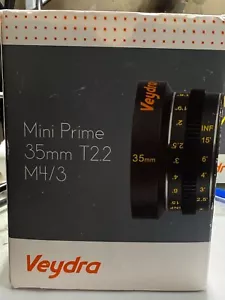 Mini Prime
35mm T2.2
M4/3
Veydra
35mm
INF
15'
6'
4'
3'
2.5'
Veydra